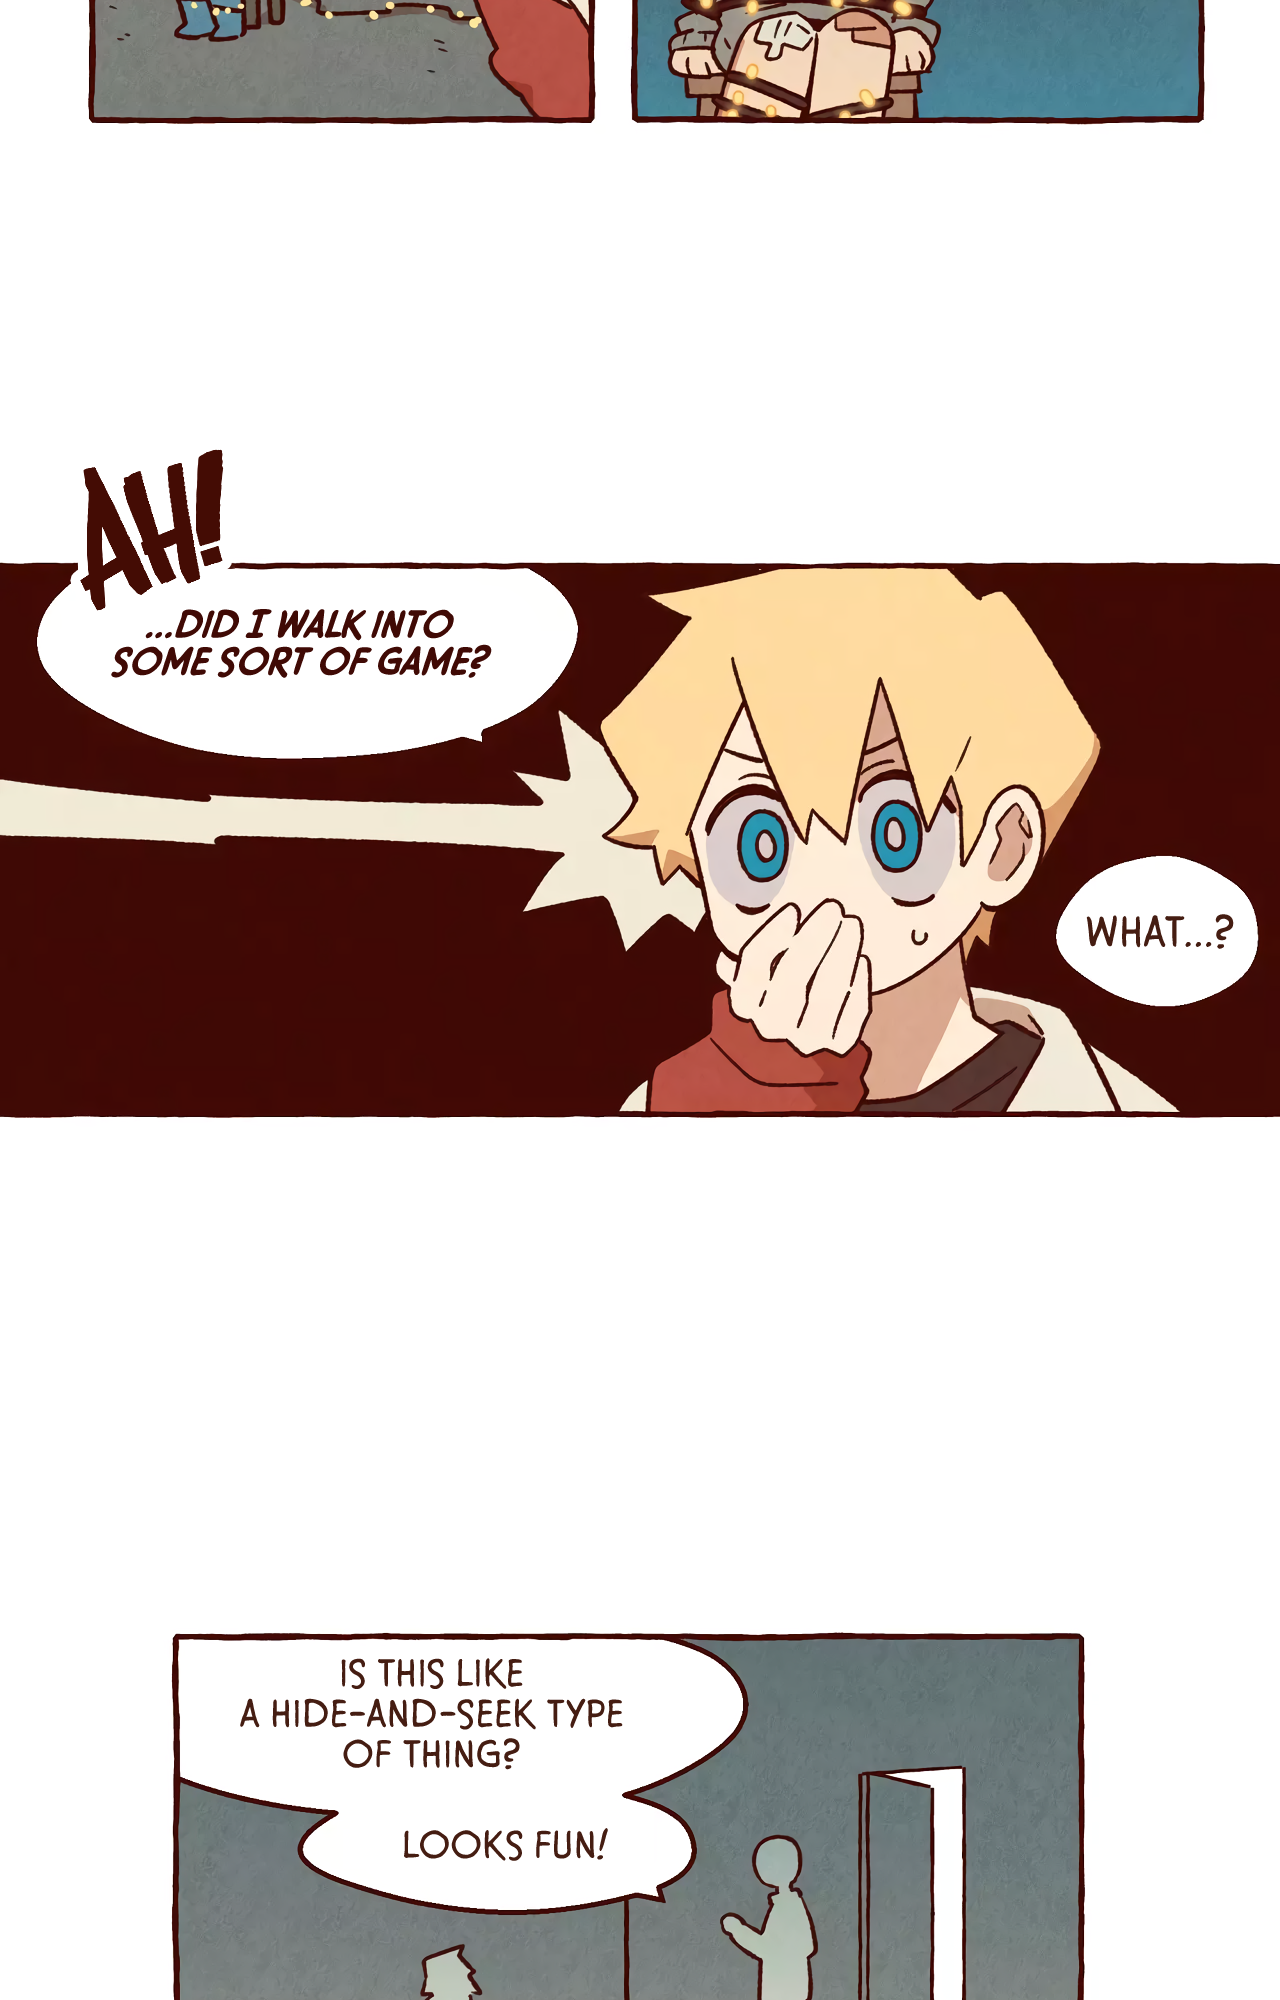 AH!
...DID I WALK INTO
SOME SORT OF GAME?
WHAT...?
IS THIS LIKE
A HIDE-AND-SEEK TYPE
OF THING?
LOOKS FUN!